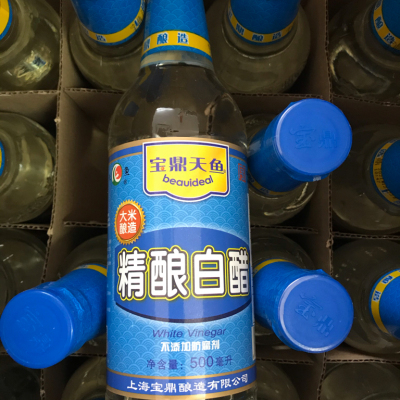 宝鼎天鱼
beauideal
大米
酿造
精酿白醋
White Vinegar
不添加防腐剂
净含量:500毫升
上海宝鼎酿造有限公司